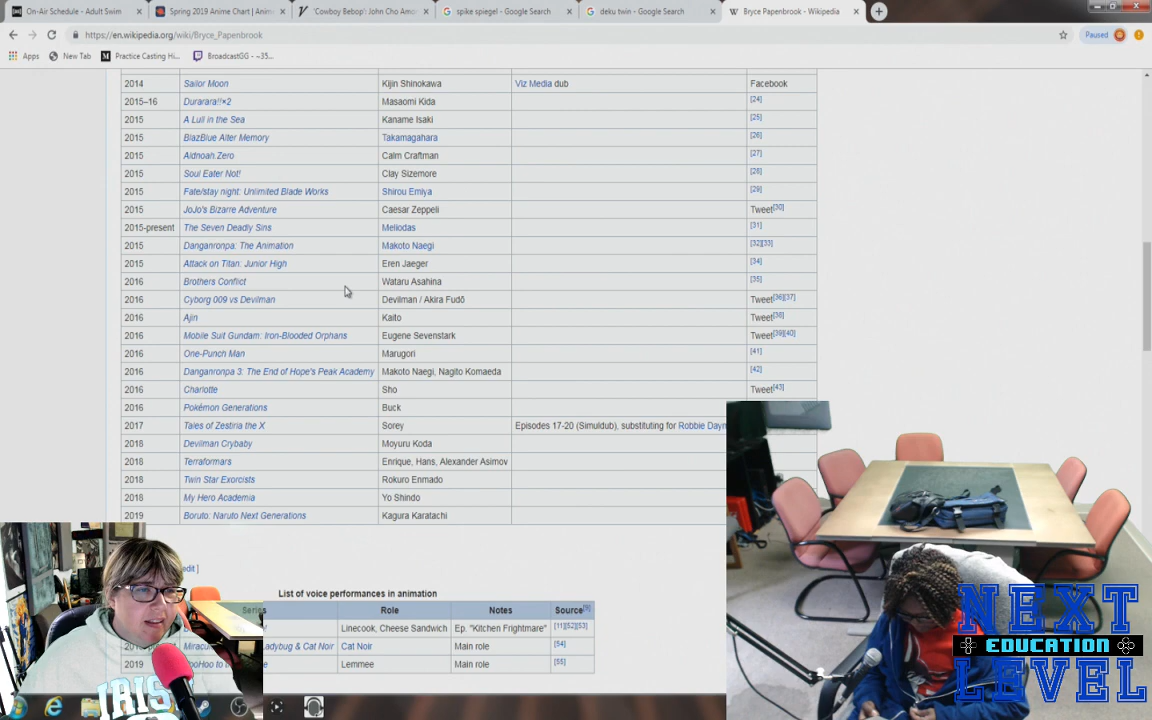 On-Air Schedule - Adult Swim
Spring 2019 Anime Chart | Anim
'Cowboy Bebop': John Cho Amon
spike spiegel - Google Search
deku twin - Google Search
Bryce Papenbrook - Wikipedia
https://en.wikipedia.org/wiki/Bryce_Papenbrook
Paused
Apps
New Tab
Practice Casting Hi...
BroadcastGG - ~35...
2014 Sailor Moon Kijin Shinokawa Viz Media dub Facebook
2015–16 Durarara!!×2 Masaomi Kida [24]
2015 A Lull in the Sea Kaname Isaki [25]
2015 BlazBlue Alter Memory Takamagahara [26]
2015 Aldnoah.Zero Calm Craftman [27]
2015 Soul Eater Not! Clay Sizemore [28]
2015 Fate/stay night: Unlimited Blade Works Shirou Emiya [29]
2015 JoJo's Bizarre Adventure Caesar Zeppeli Tweet[30]
2015-present The Seven Deadly Sins Meliodas [31]
2015 Danganronpa: The Animation Makoto Naegi [32][33]
2015 Attack on Titan: Junior High Eren Jaeger [34]
2016 Brothers Conflict Wataru Asahina [35]
2016 Cyborg 009 vs Devilman Devilman / Akira Fudō Tweet[36][37]
2016 Ajin Kaito Tweet[38]
2016 Mobile Suit Gundam: Iron-Blooded Orphans Eugene Sevenstark Tweet[39][40]
2016 One-Punch Man Marugori [41]
2016 Danganronpa 3: The End of Hope's Peak Academy Makoto Naegi, Nagito Komaeda [42]
2016 Charlotte Sho Tweet[43]
2016 Pokémon Generations Buck
2017 Tales of Zestiria the X Sorey Episodes 17-20 (Simuldub), substituting for Robbie Dayn
2018 Devilman Crybaby Moyuru Koda
2018 Terraformars Enrique, Hans, Alexander Asimov
2018 Twin Star Exorcists Rokuro Enmado
2018 My Hero Academia Yo Shindo
2019 Boruto: Naruto Next Generations Kagura Karatachi
edit ]
List of voice performances in animation
Series Role Notes Source[9]
Linecook, Cheese Sandwich Ep. "Kitchen Frightmare" [11][52][53]
Miracu adybug & Cat Noir Cat Noir Main role [54]
2019 Lemmee Main role [55]
IRIS
NEXT
EDUCATION
LEVEL